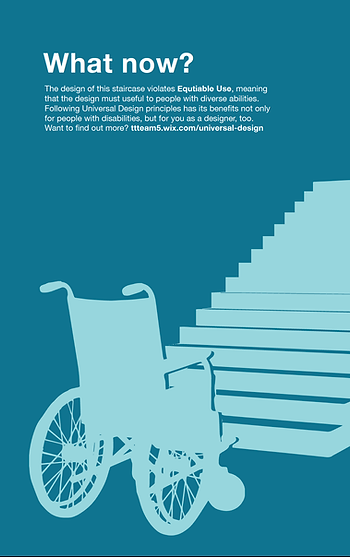 What now?
The design of this staircase violates Equtiable Use, meaning
that the design must useful to people with diverse abilities.
Following Universal Design principles has its benefits not only
for people with disabilities, but for you as a designer, too.
Want to find out more? ttteam5.wix.com/universal-design